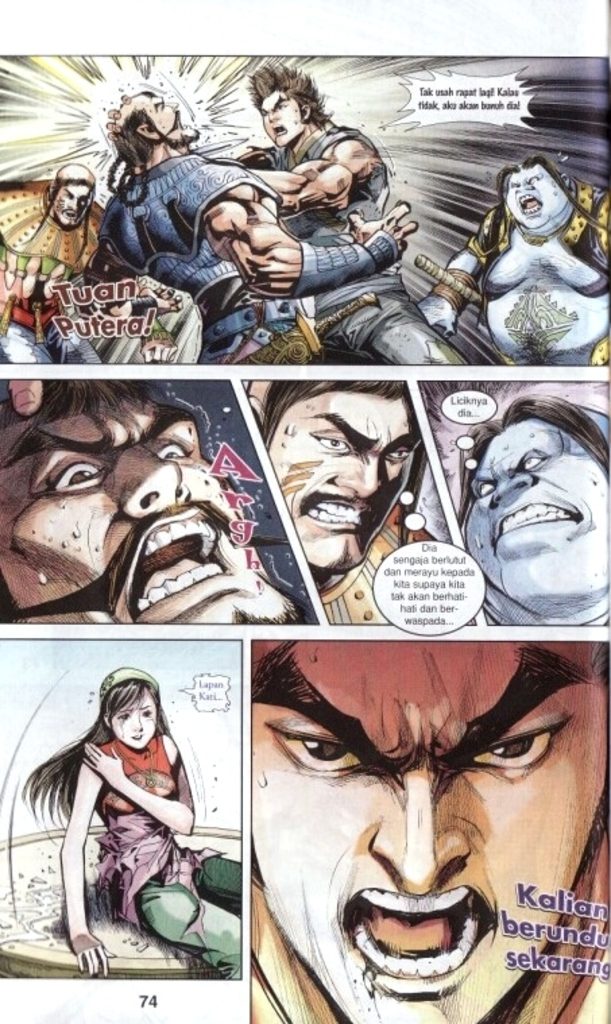 Tak usah rapat lagi! Kalau
tidak, aku akan bunuh dia!
Tuan
Putera!
Argh!
Liciknya
dia...
Dia
sengaja berlutut
dan merayu kepada
kita supaya kita
tak akan berhati-
hati dan ber-
waspada...
Lapan
Kati...
Kalian
berundur
sekarang
74